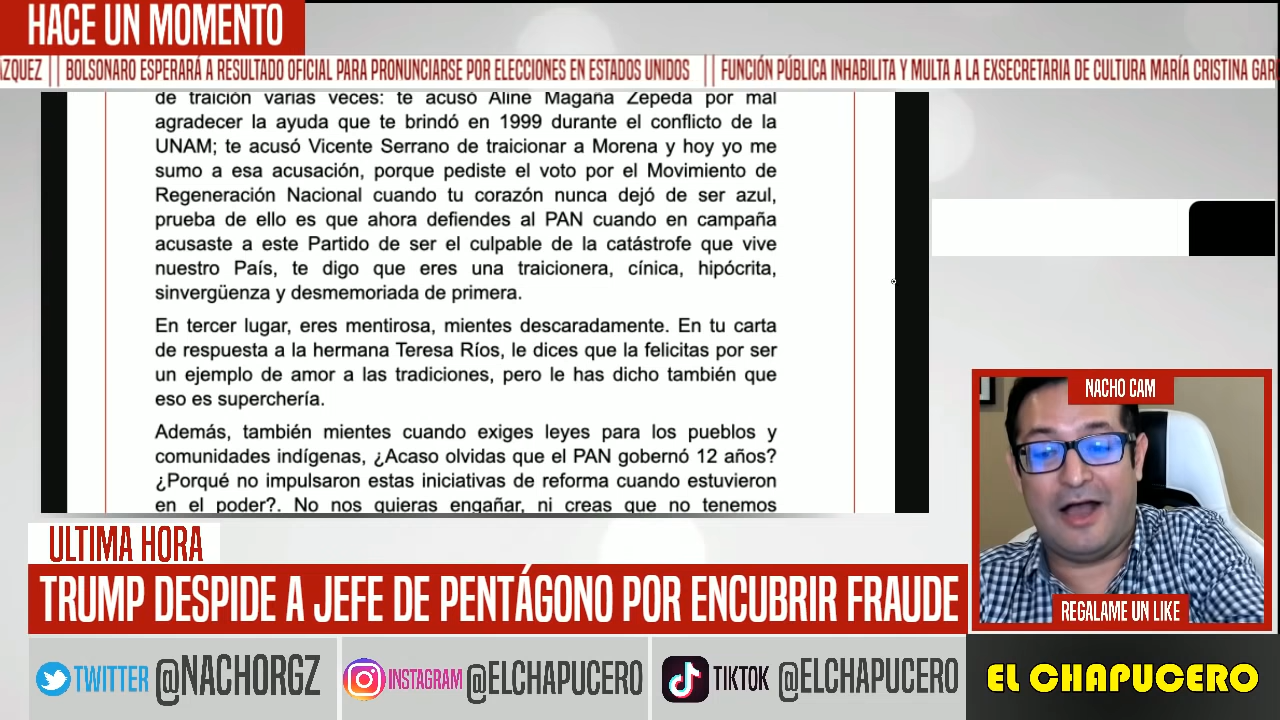 HACE UN MOMENTO
ZQUEZ || BOLSONARO ESPERARÁ A RESULTADO OFICIAL PARA PRONUNCIARSE POR ELECCIONES EN ESTADOS UNIDOS || FUNCIÓN PÚBLICA INHABILITA Y MULTA A LA EXSECRETARIA DE CULTURA MARÍA CRISTINA GAR
de traición varias veces: te acusó Aline Magaña Zepeda por mal
agradecer la ayuda que te brindó en 1999 durante el conflicto de la
UNAM; te acusó Vicente Serrano de traicionar a Morena y hoy yo me
sumo a esa acusación, porque pediste el voto por el Movimiento de
Regeneración Nacional cuando tu corazón nunca dejó de ser azul,
prueba de ello es que ahora defiendes al PAN cuando en campaña
acusaste a este Partido de ser el culpable de la catástrofe que vive
nuestro País, te digo que eres una traicionera, cínica, hipócrita,
sinvergüenza y desmemoriada de primera.
En tercer lugar, eres mentirosa, mientes descaradamente. En tu carta
de respuesta a la hermana Teresa Ríos, le dices que la felicitas por ser
un ejemplo de amor a las tradiciones, pero le has dicho también que
eso es superchería.
Además, también mientes cuando exiges leyes para los pueblos y
comunidades indígenas, ¿Acaso olvidas que el PAN gobernó 12 años?
¿Porqué no impulsaron estas iniciativas de reforma cuando estuvieron
en el poder?. No nos quieras engañar, ni creas que no tenemos
NACHO CAM
REGALAME UN LIKE
ULTIMA HORA
TRUMP DESPIDE A JEFE DE PENTÁGONO POR ENCUBRIR FRAUDE
TWITTER @NACHORGZ
INSTAGRAM @ELCHAPUCERO
TIKTOK @ELCHAPUCERO
EL CHAPUCERO